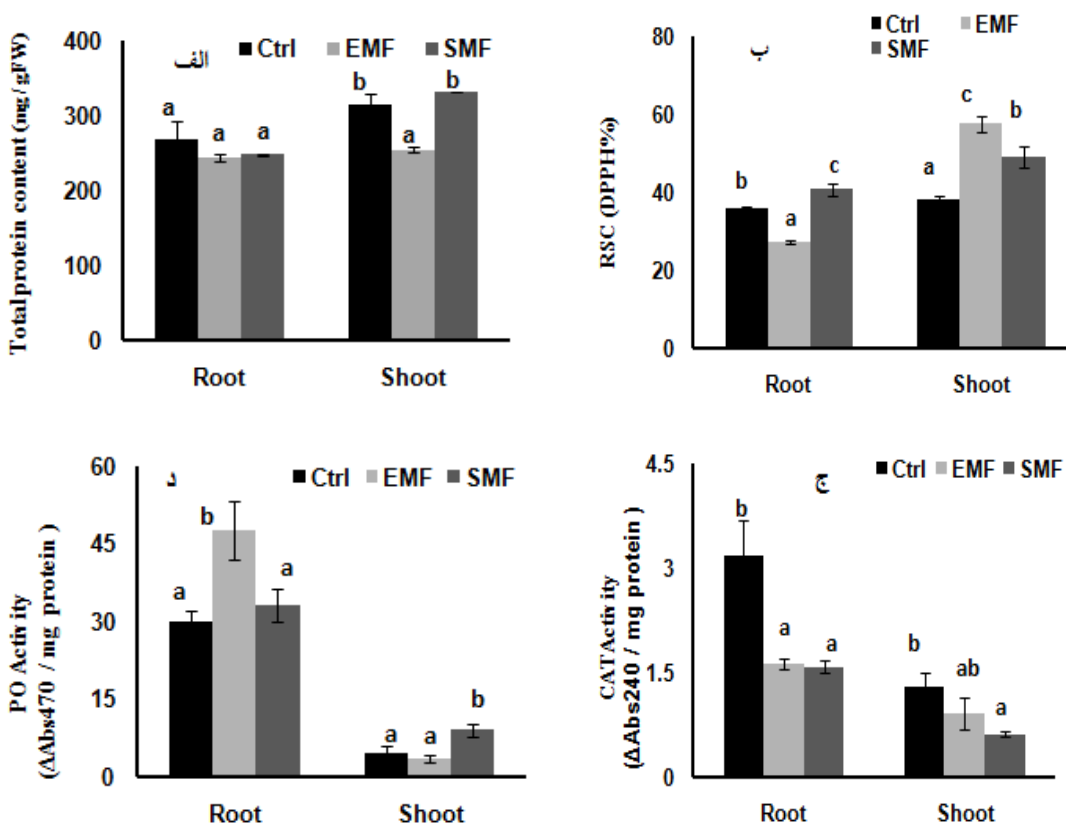 Total protein content (mg/gFW)
400
300
200
100
0
Ctrl EMF SMF
الف
a a a b a b
Root Shoot
RSC (DPPH%)
80
60
40
20
0
Ctrl EMF
SMF
ب
b a c a c b
Root Shoot
PO Activity
(ΔAbs470 / mg protein )
60
45
30
15
0
Ctrl EMF SMF
د
a b a a a b
Root Shoot
CATActivity
(ΔAbs240 / mg protein )
4.5
3
1.5
0
Ctrl EMF SMF
ج
b a a b ab a
Root Shoot